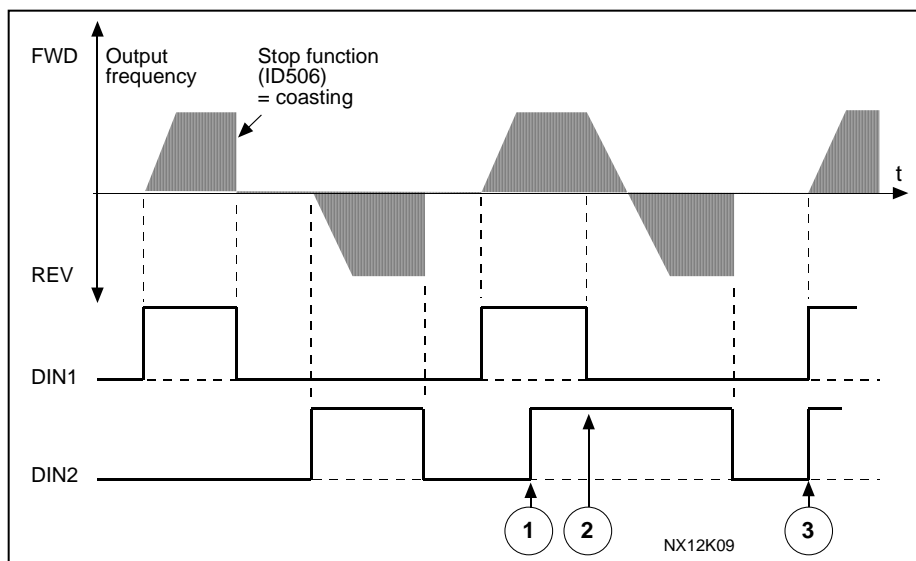 FWD
Output
frequency
Stop function
(ID506)
= coasting
t
REV
DIN1
DIN2
1
2
3
NX12K09